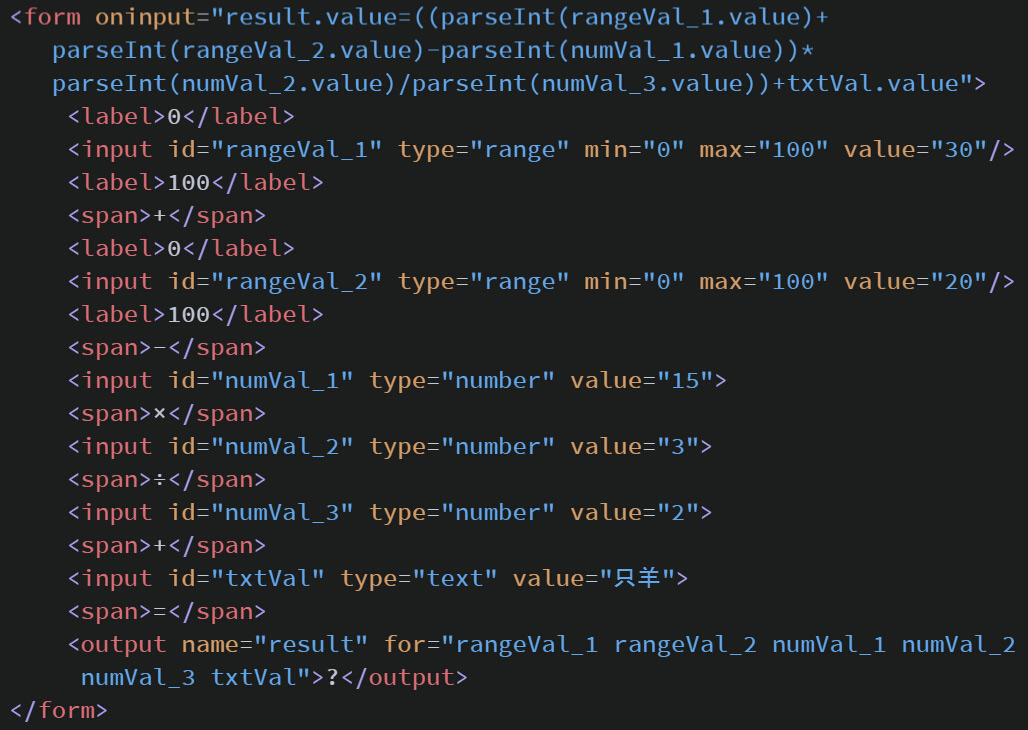 <form oninput="result.value=((parseInt(rangeVal_1.value)+
parseInt(rangeVal_2.value)-parseInt(numVal_1.value))*
parseInt(numVal_2.value)/parseInt(numVal_3.value))+txtVal.value">
<label>0</label>
<input id="rangeVal_1" type="range" min="0" max="100" value="30"/>
<label>100</label>
<span>+</span>
<label>0</label>
<input id="rangeVal_2" type="range" min="0" max="100" value="20"/>
<label>100</label>
<span>-</span>
<input id="numVal_1" type="number" value="15">
<span>×</span>
<input id="numVal_2" type="number" value="3">
<span>÷</span>
<input id="numVal_3" type="number" value="2">
<span>+</span>
<input id="txtVal" type="text" value="只羊">
<span>=</span>
<output name="result" for="rangeVal_1 rangeVal_2 numVal_1 numVal_2
numVal_3 txtVal">?</output>
</form>